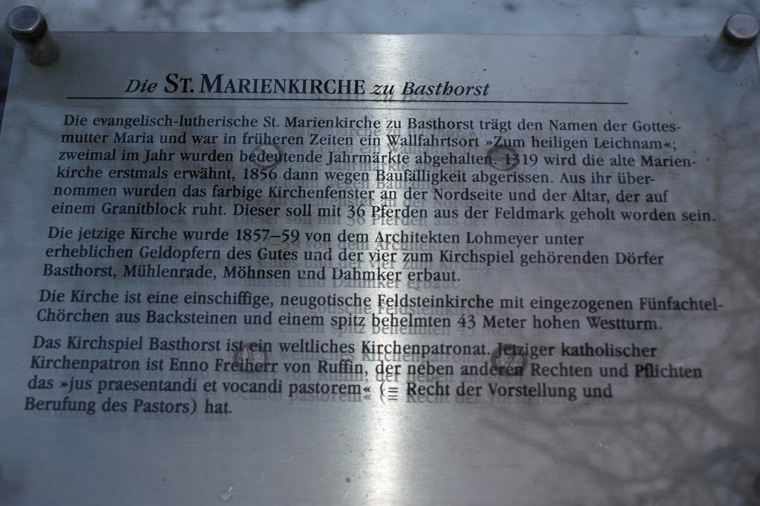 Die St. Marienkirche zu Basthorst
Die evangelisch-lutherische St. Marienkirche zu Basthorst trägt den Namen der Gottes-
mutter Maria und war in früheren Zeiten ein Wallfahrtsort »Zum heiligen Leichnam«;
zweimal im Jahr wurden bedeutende Jahrmärkte abgehalten. 1319 wird die alte Marien-
kirche erstmals erwähnt, 1856 dann wegen Baufälligkeit abgerissen. Aus ihr über-
nommen wurden das farbige Kirchenfenster an der Nordseite und der Altar, der auf
einem Granitblock ruht. Dieser soll mit 36 Pferden aus der Feldmark geholt worden sein.
Die jetzige Kirche wurde 1857–59 von dem Architekten Lohmeyer unter
erheblichen Geldopfern des Gutes und der vier zum Kirchspiel gehörenden Dörfer
Basthorst, Mühlenrade, Möhnsen und Dahmker erbaut.
Die Kirche ist eine einschiffige, neugotische Feldsteinkirche mit eingezogenen Fünfachtel-
Chörchen aus Backsteinen und einem spitz behelmten 43 Meter hohen Westturm.
Das Kirchspiel Basthorst ist ein weltliches Kirchenpatronat. Jetziger katholischer
Kirchenpatron ist Enno Freiherr von Ruffin, der neben anderen Rechten und Pflichten
das »jus praesentandi et vocandi pastorem« (≡ Recht der Vorstellung und
Berufung des Pastors) hat.